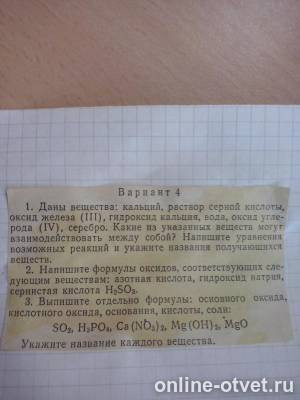 Вариант 4
1. Даны вещества: кальций, раствор серной кислоты,
оксид железа (III), гидроксид кальция, вода, оксид угле-
рода (IV), серебро. Какие из указанных веществ могут
взаимодействовать между собой? Напишите уравнения
возможных реакций и укажите названия получающихся
веществ.
2. Напишите формулы оксидов, соответствующих сле-
дующим веществам: азотная кислота, гидроксид натрия,
сернистая кислота H₂SO₃.
3. Выпишите отдельно формулы: основного оксида,
кислотного оксида, основания, кислоты, соли:
SO₂, H₃PO₄, Ca(NO₃)₂, Mg(OH)₂, MgO
Укажите название каждого вещества.
online-otvet.ru